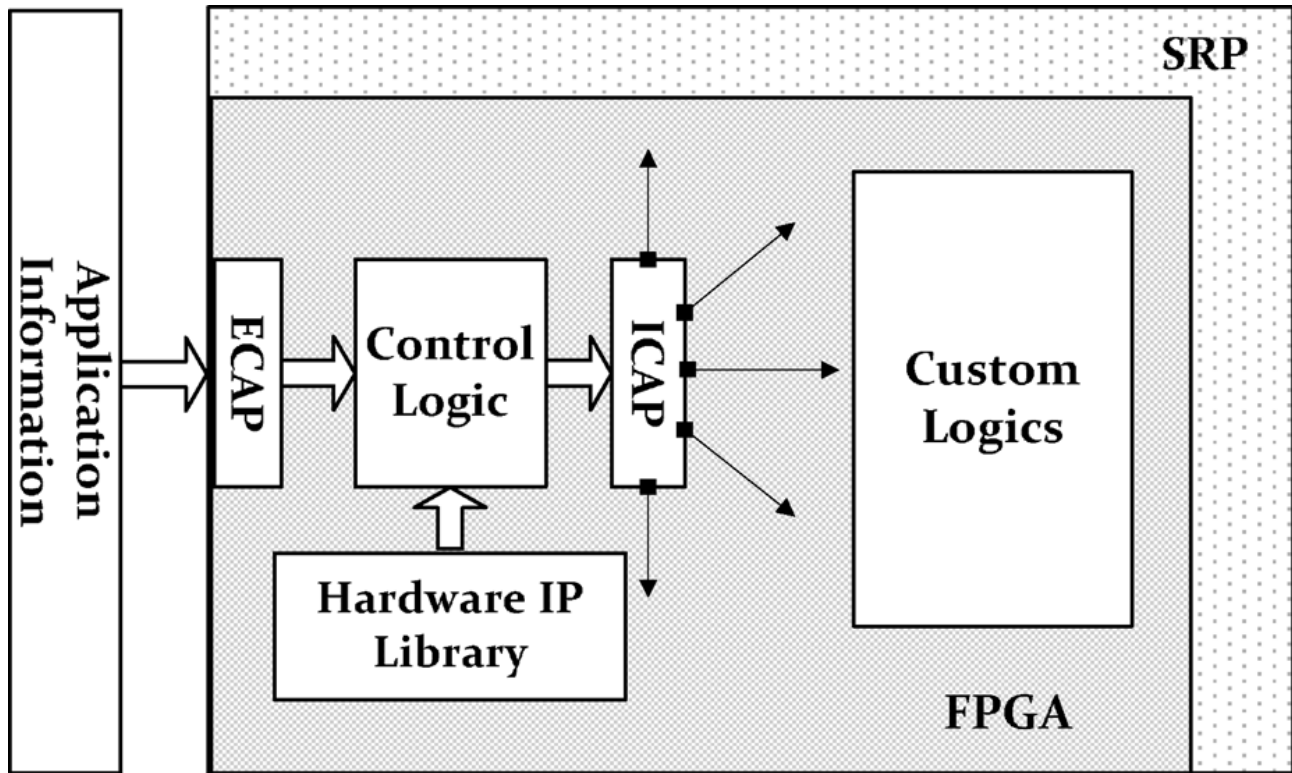 SRP
Application
Information
ECAP
Control
Logic
ICAP
Custom
Logics
Hardware IP
Library
FPGA